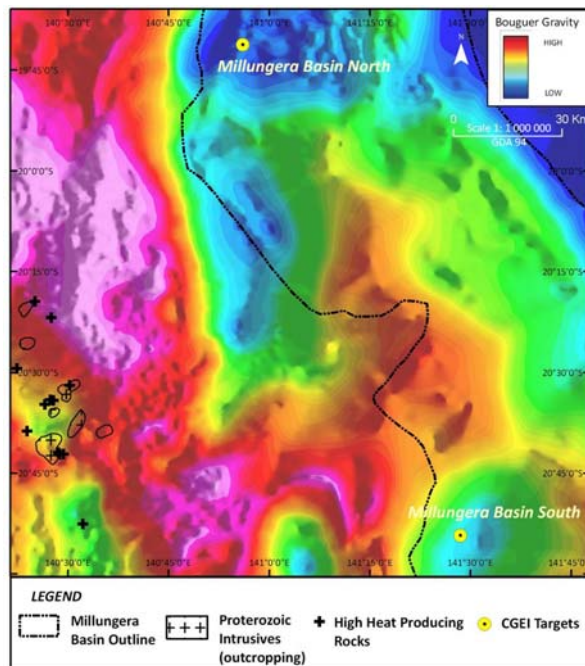 140°30'0"E 140°45'0"E 141°0'0"E 141°15'0"E 141°30'0"E
Bouguer Gravity
HIGH
LOW
19°45'0"S
Millungera Basin North
N
0 30 Km
Scale 1: 1 000 000
GDA 94
20°0'0"S 20°0'0"S
20°15'0"S 20°15'0"S
20°30'0"S 20°30'0"S
20°45'0"S 20°45'0"S
Millungera Basin South
140°30'0"E 140°45'0"E 141°0'0"E 141°15'0"E 141°30'0"E 141°45'0"E
LEGEND
Millungera Basin Outline
Proterozoic Intrusives (outcropping)
High Heat Producing Rocks
CGEI Targets